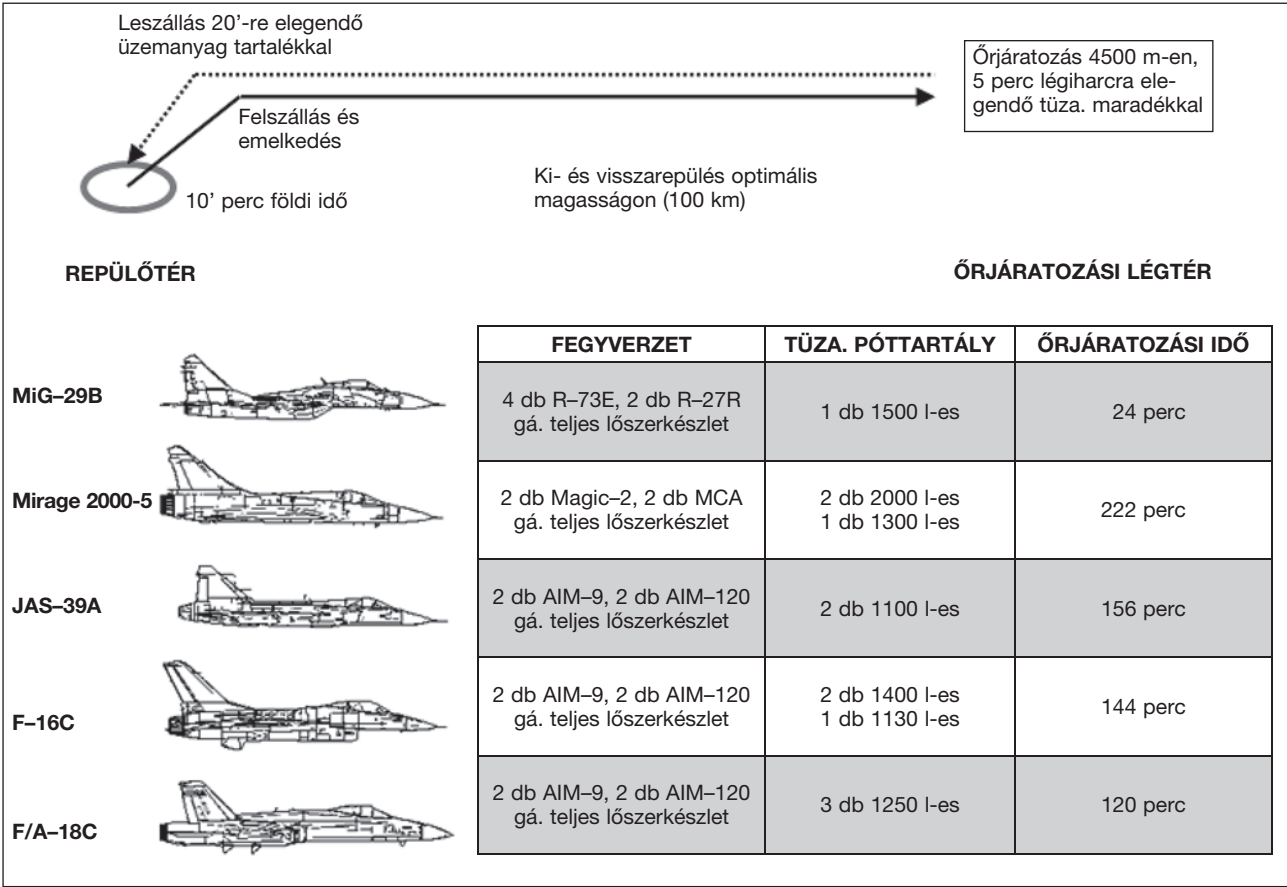 Leszállás 20’-re elegendő
üzemanyag tartalékkal
Őrjáratozás 4500 m-en,
5 perc légiharcra ele-
gendő tüza. maradékkal
Felszállás és
emelkedés
Ki- és visszarepülés optimális
magasságon (100 km)
10’ perc földi idő
REPÜLŐTÉR
ŐRJÁRATOZÁSI LÉGTÉR
FEGYVERZET
TÜZA. PÓTTARTÁLY
ŐRJÁRATOZÁSI IDŐ
MiG–29B
4 db R–73E, 2 db R–27R
gá. teljes lőszerkészlet
1 db 1500 l-es
24 perc
Mirage 2000-5
2 db Magic–2, 2 db MCA
gá. teljes lőszerkészlet
2 db 2000 l-es
1 db 1300 l-es
222 perc
JAS–39A
2 db AIM–9, 2 db AIM–120
gá. teljes lőszerkészlet
2 db 1100 l-es
156 perc
F–16C
2 db AIM–9, 2 db AIM–120
gá. teljes lőszerkészlet
2 db 1400 l-es
1 db 1130 l-es
144 perc
F/A–18C
2 db AIM–9, 2 db AIM–120
gá. teljes lőszerkészlet
3 db 1250 l-es
120 perc